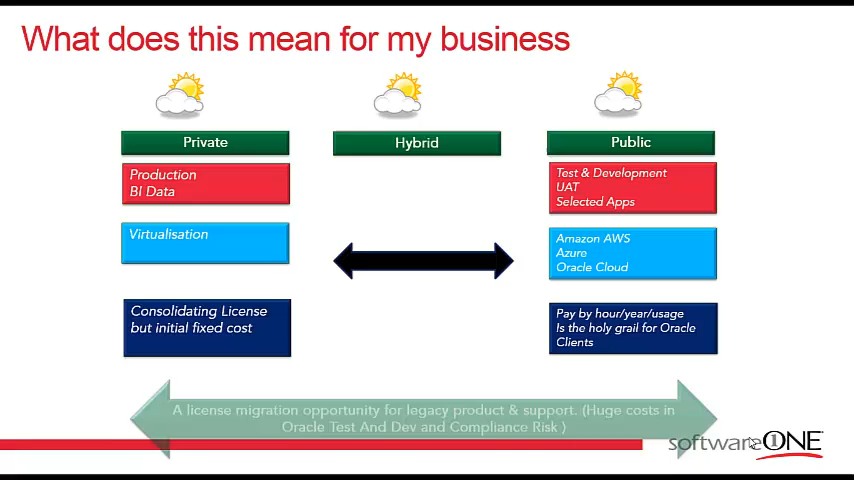 What does this mean for my business
Private
Hybrid
Public
Production
BI Data
Test & Development
UAT
Selected Apps
Virtualisation
Amazon AWS
Azure
Oracle Cloud
Consolidating License
but initial fixed cost
Pay by hour/year/usage
Is the holy grail for Oracle
Clients
A license migration opportunity for legacy product & support. (Huge costs in
Oracle Test And Dev and Compliance Risk )
software1ONE